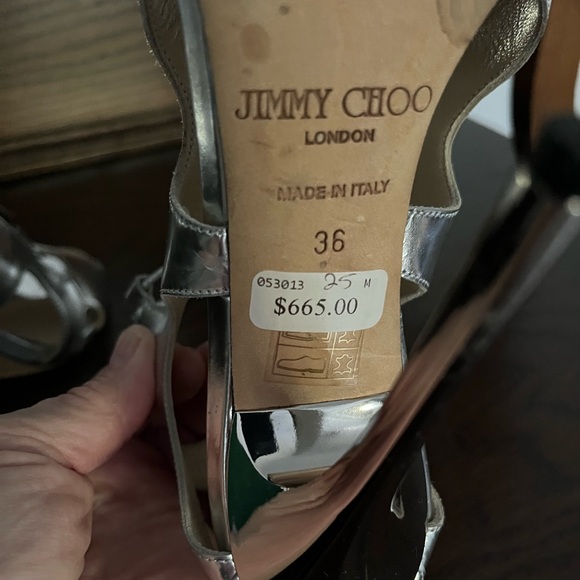 JIMMY CHOO
LONDON
MADE IN ITALY
36
053013 25 M
$665.00